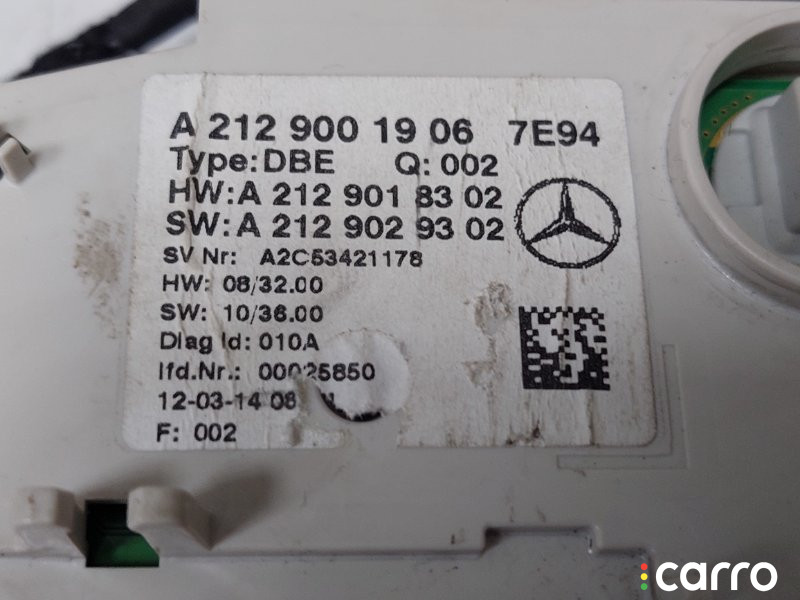 A 212 900 19 06 7E94
Type: DBE Q: 002
HW: A 212 901 83 02
SW: A 212 902 93 02
SV Nr: A2C53421178
HW: 08/32.00
SW: 10/36.00
Diag Id: 010A
lfd.Nr.: 00025850
12-03-14 08
F: 002
carro